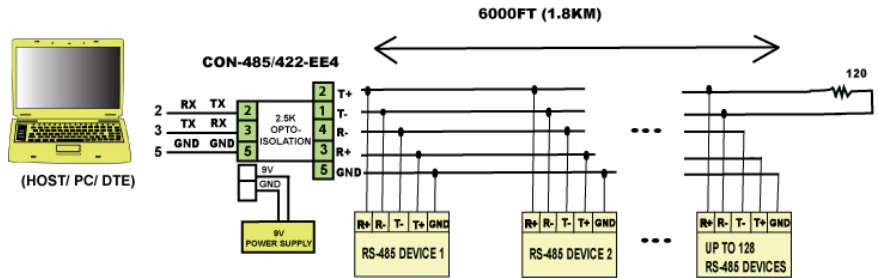 6000FT (1.8KM)
CON-485/422-EE4
120
2 RX TX 2
3 TX RX 3
5 GND GND 5
2.5K
OPTO-
ISOLATION
2 T+
1 T-
4 R-
3 R+
5 GND
9V
GND
9V
POWER SUPPLY
(HOST/ PC/ DTE)
R+ R- T- T+ GND
RS-485 DEVICE 1
R+ R- T- T+ GND
RS-485 DEVICE 2
R+ R- T- T+ GND
UP TO 128
RS-485 DEVICES